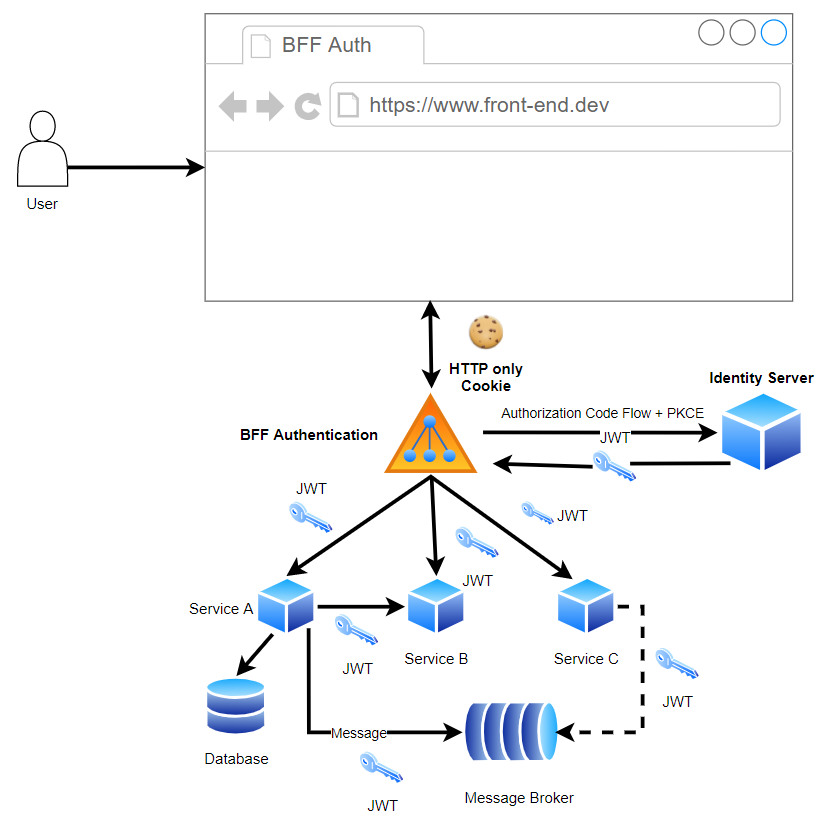 BFF Auth
https://www.front-end.dev
User
HTTP only
Cookie
Identity Server
Authorization Code Flow + PKCE
BFF Authentication
JWT
JWT
JWT
JWT
Service A
Service B
Service C
JWT
JWT
Message
Database
Message Broker
JWT